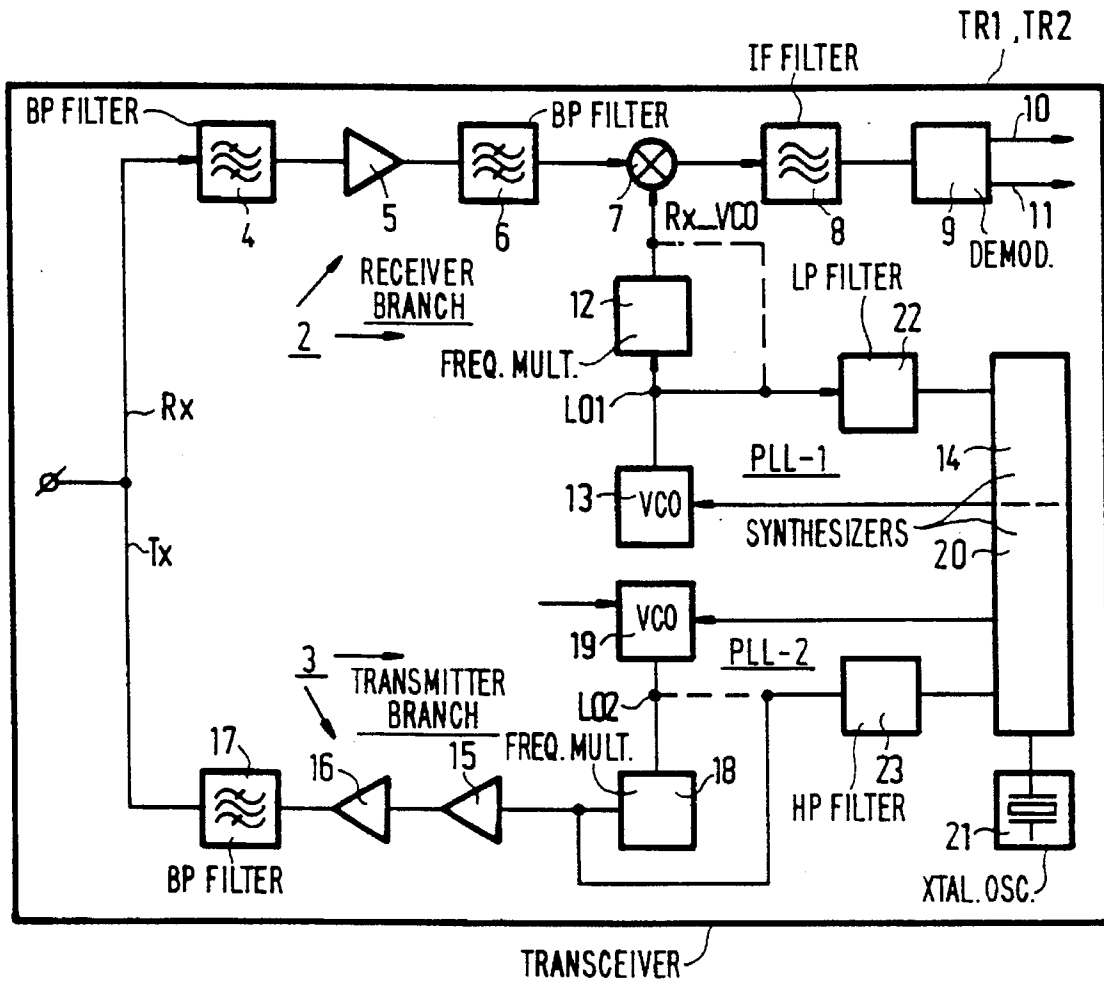 TR1 , TR2
IF FILTER
BP FILTER
BP FILTER
10
4
5
6
7
8
9
11
Rx_VCO
DEMOD.
RECEIVER
BRANCH
2
12
FREQ. MULT.
LP FILTER
22
Rx
LO1
PLL-1
14
13
VCO
SYNTHESIZERS
20
Tx
VCO
19
PLL-2
3
TRANSMITTER
BRANCH
LO2
FREQ. MULT.
17
16
15
18
23
HP FILTER
21
BP FILTER
XTAL. OSC.
TRANSCEIVER